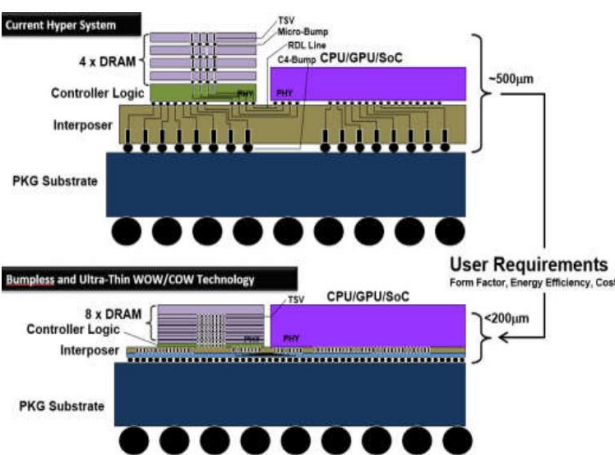 Current Hyper System
TSV
Micro-Bump
RDL Line
C4-Bump
CPU/GPU/SoC
4 x DRAM
Controller Logic
PHY
PHY
~500μm
Interposer
PKG Substrate
User Requirements
Form Factor, Energy Efficiency, Cost
Bumpless and Ultra-Thin WOW/COW Technology
TSV
CPU/GPU/SoC
8 x DRAM
Controller Logic
PHY
PHY
<200μm
Interposer
PKG Substrate